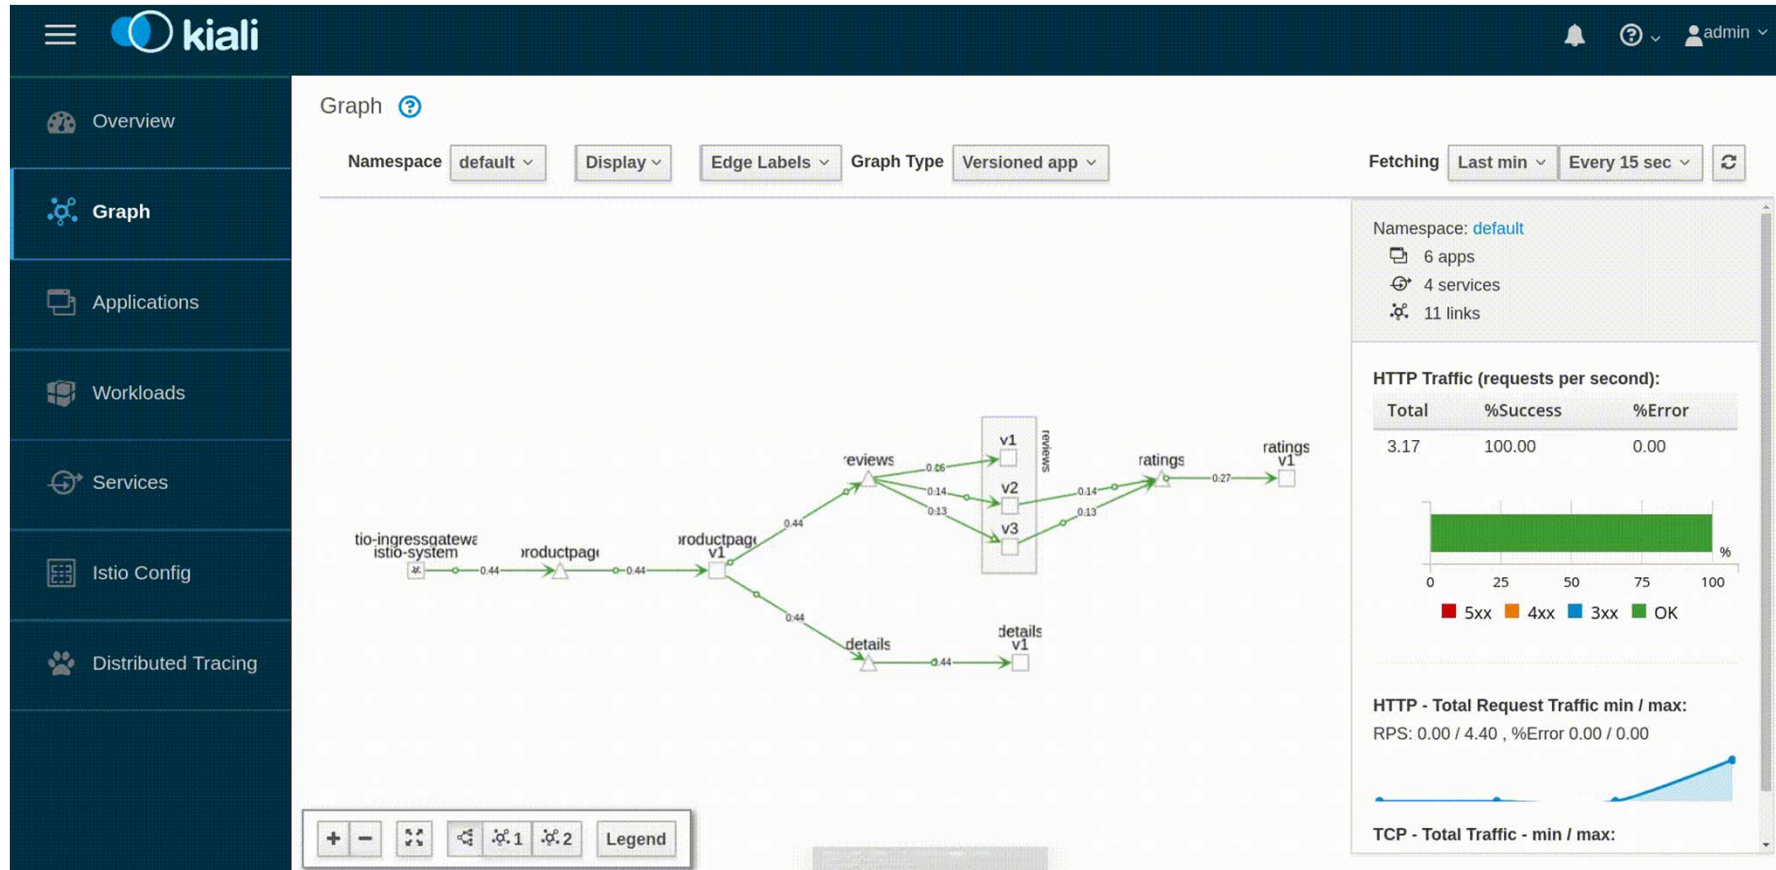 kiali
admin
Overview
Graph
Applications
Workloads
Services
Istio Config
Distributed Tracing
Graph
Namespace default Display Edge Labels Graph Type Versioned app Fetching Last min Every 15 sec
Namespace: default
6 apps
4 services
11 links
HTTP Traffic (requests per second):
Total %Success %Error
3.17 100.00 0.00
%
0 25 50 75 100
5xx 4xx 3xx OK
HTTP - Total Request Traffic min / max:
RPS: 0.00 / 4.40 , %Error 0.00 / 0.00
TCP - Total Traffic - min / max:
tio-ingressgatewa
istio-system
0.44
productpage
0.44
productpage
v1
0.44
reviews
0.14
0.13
v1
v2
v3
reviews
0.14
0.13
ratings
0.27
ratings
v1
0.44
details
0.44
details
v1
1 2 Legend